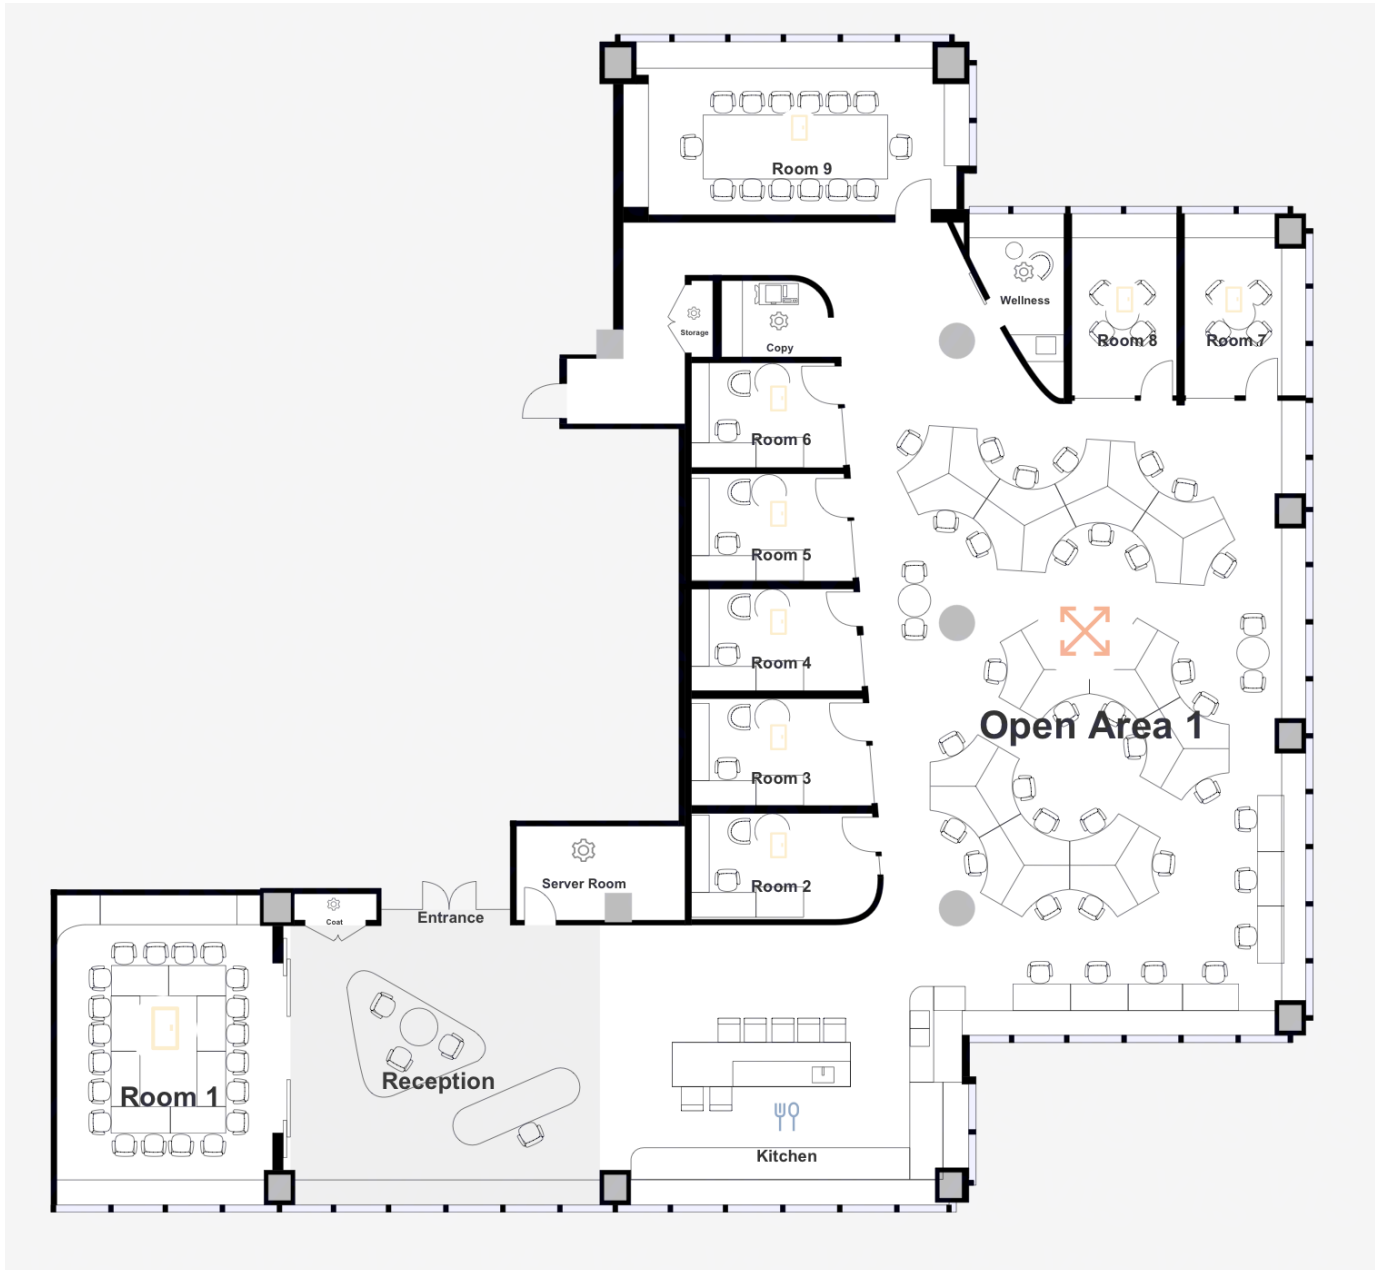 Room 9
Wellness
Storage
Copy
Room 8
Room 7
Room 6
Room 5
Room 4
Open Area 1
Room 3
Server Room
Room 2
Coat
Entrance
Reception
Room 1
Kitchen